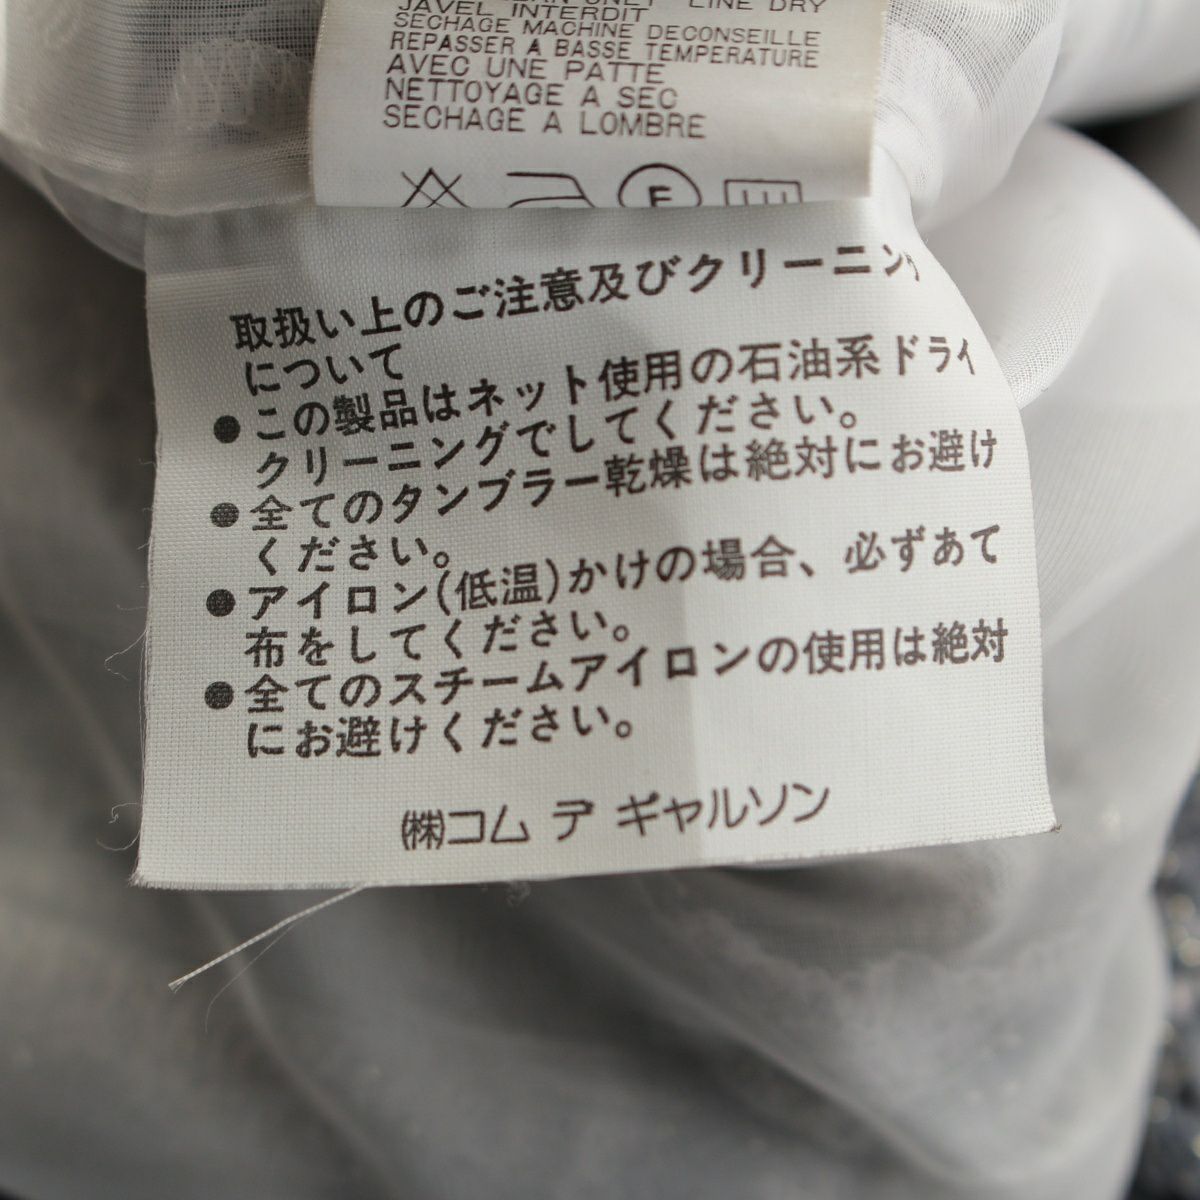 LINE DRY
JAVEL INTERDIT
SECHAGE MACHINE DECONSEILLE
REPASSER A BASSE TEMPERATURE
AVEC UNE PATTE
NETTOYAGE A SEC
SECHAGE A LOMBRE
F
取扱い上のご注意及びクリーニング
について
●この製品はネット使用の石油系ドライ
クリーニングでしてください。
●全てのタンブラー乾燥は絶対にお避け
ください。
●アイロン(低温)かけの場合、必ずあて
布をしてください。
●全てのスチームアイロンの使用は絶対
にお避けください。
㈱コム デ ギャルソン